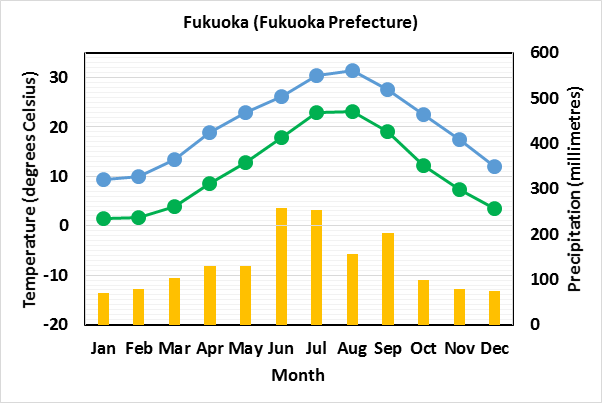 Fukuoka (Fukuoka Prefecture)
Temperature (degrees Celsius)
30
20
10
0
-10
-20
600
500
400
300
200
100
0
Precipitation (millimetres)
Jan Feb Mar Apr May Jun Jul Aug Sep Oct Nov Dec
Month